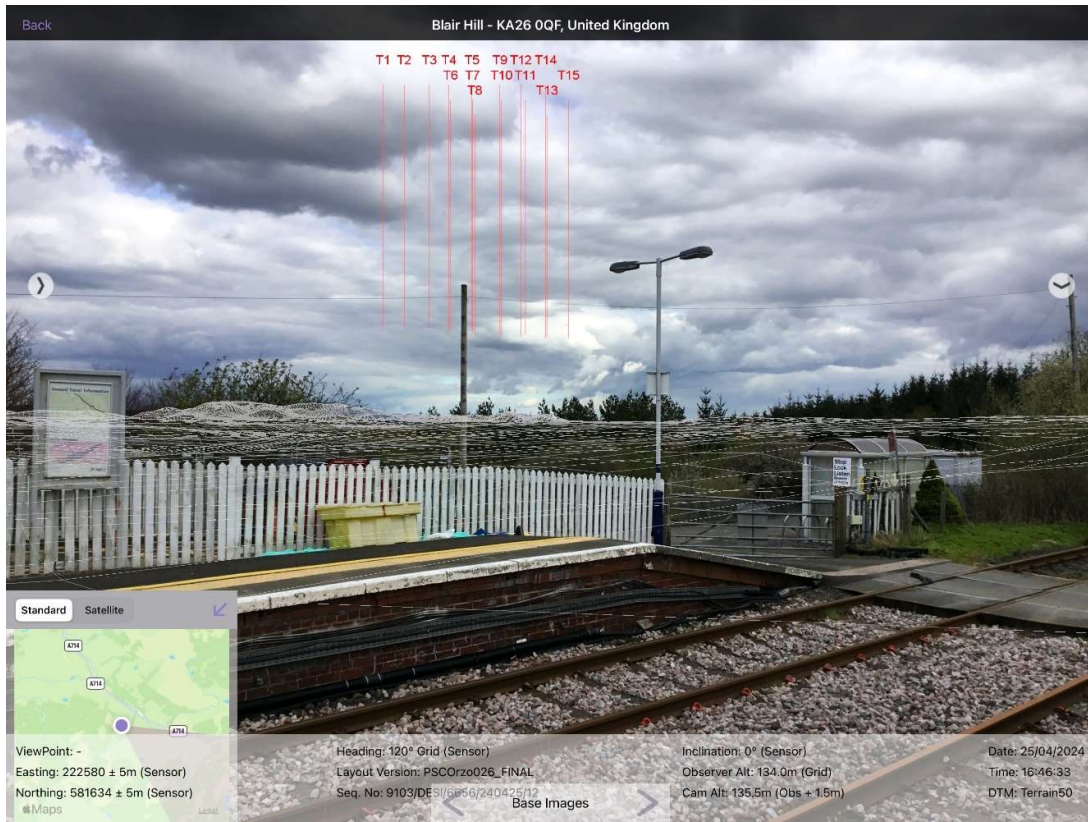 Back
Blair Hill - KA26 0QF, United Kingdom
T1 T2 T3 T4 T5 T9 T12 T14
T6 T7 T10 T11 T15
T8 T13
Onward Travel Information
Stop
Look
Listen
Standard Satellite
A714
A714
A714
ViewPoint: -
Easting: 222580 ± 5m (Sensor)
Northing: 581634 ± 5m (Sensor)
Maps
Legal
Heading: 120° Grid (Sensor)
Layout Version: PSCOrzo026_FINAL
Seq. No: 9103/DESI/6656/240425/12
Base Images
Inclination: 0° (Sensor)
Observer Alt: 134.0m (Grid)
Cam Alt: 135.5m (Obs + 1.5m)
Date: 25/04/2024
Time: 16:46:33
DTM: Terrain50